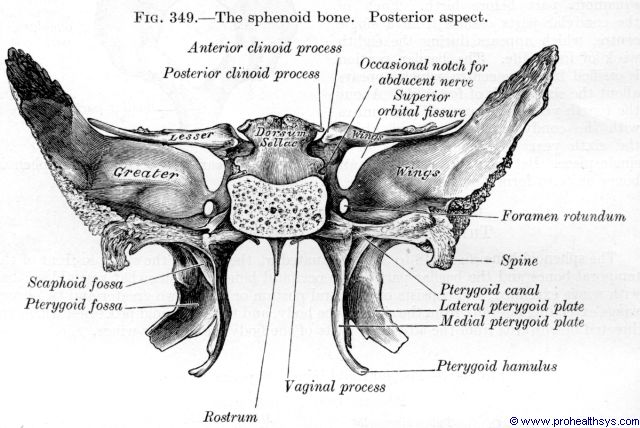 FIG. 349.—The sphenoid bone. Posterior aspect.
Anterior clinoid process
Posterior clinoid process
Occasional notch for
abducent nerve
Superior
orbital fissure
Lesser
Dorsum
Sellae
Wings
Greater
Wings
Foramen rotundum
Spine
Scaphoid fossa
Pterygoid fossa
Pterygoid canal
Lateral pterygoid plate
Medial pterygoid plate
Pterygoid hamulus
Vaginal process
Rostrum
© www.prohealthsys.com